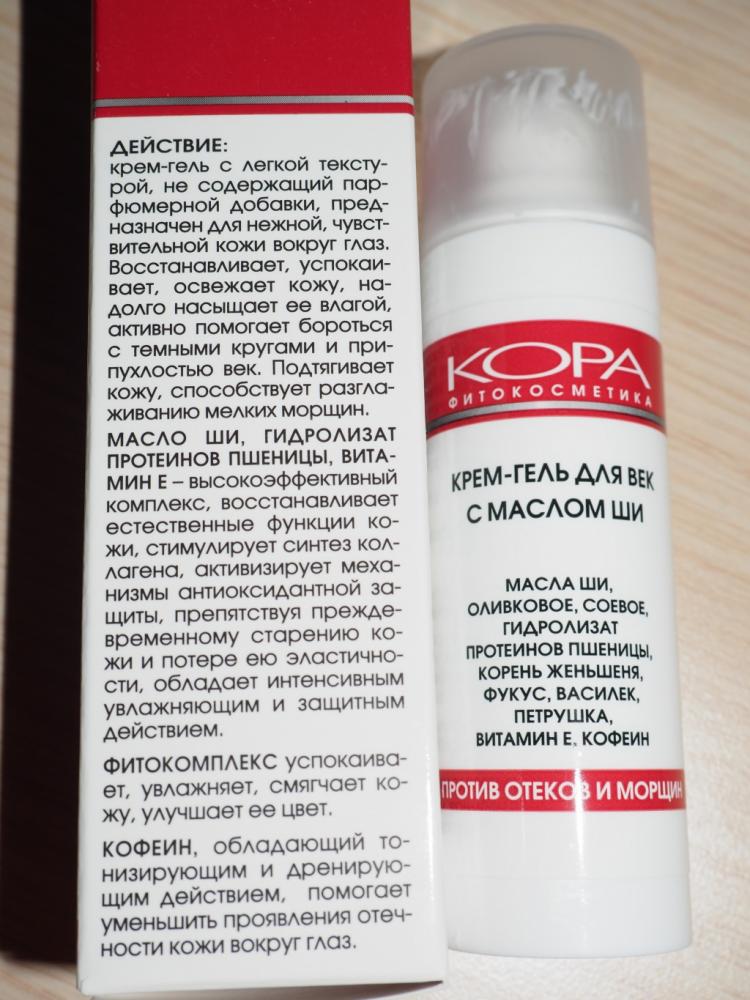 ДЕЙСТВИЕ:
крем-гель с легкой тексту-
рой, не содержащий пар-
фюмерной добавки, пред-
назначен для нежной, чувст-
вительной кожи вокруг глаз.
Восстанавливает, успокаи-
вает, освежает кожу, на-
долго насыщает ее влагой,
активно помогает бороться
с темными кругами и при-
пухлостью век. Подтягивает
кожу, способствует разгла-
живанию мелких морщин.
МАСЛО ШИ, ГИДРОЛИЗАТ
ПРОТЕИНОВ ПШЕНИЦЫ, ВИТА-
МИН Е – высокоэффективный
комплекс, восстанавливает
естественные функции ко-
жи, стимулирует синтез кол-
лагена, активизирует меха-
низмы антиоксидантной за-
щиты, препятствуя прежде-
временному старению ко-
жи и потере ею эластично-
сти, обладает интенсивным
увлажняющим и защитным
действием.
ФИТОКОМПЛЕКС успокаива-
ет, увлажняет, смягчает ко-
жу, улучшает ее цвет.
КОФЕИН, обладающий то-
низирующим и дренирую-
щим действием, помогает
уменьшить проявления отеч-
ности кожи вокруг глаз.
КОРА
ФИТОКОСМЕТИКА
КРЕМ-ГЕЛЬ ДЛЯ ВЕК
С МАСЛОМ ШИ
МАСЛА ШИ,
ОЛИВКОВОЕ, СОЕВОЕ,
ГИДРОЛИЗАТ
ПРОТЕИНОВ ПШЕНИЦЫ,
КОРЕНЬ ЖЕНЬШЕНЯ,
ФУКУС, ВАСИЛЕК,
ПЕТРУШКА,
ВИТАМИН Е, КОФЕИН
ПРОТИВ ОТЕКОВ И МОРЩИН